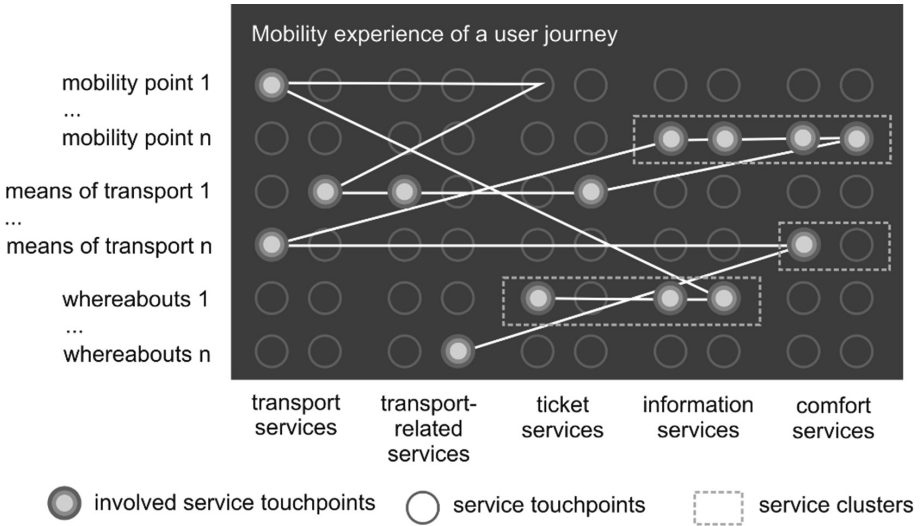 Mobility experience of a user journey
mobility point 1
...
mobility point n
means of transport 1
...
means of transport n
whereabouts 1
...
whereabouts n
transport
services
transport-
related
services
ticket
services
information
services
comfort
services
involved service touchpoints
service touchpoints
service clusters